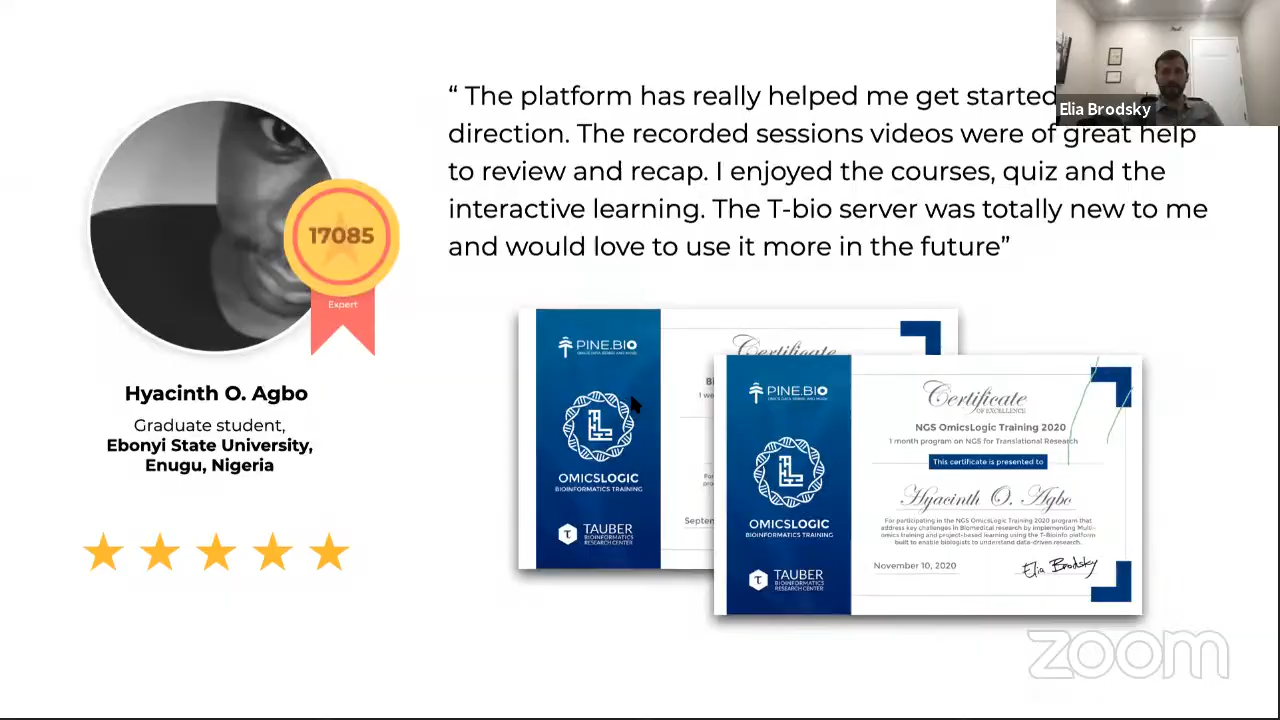 Elia Brodsky
“ The platform has really helped me get started
direction. The recorded sessions videos were of great help
to review and recap. I enjoyed the courses, quiz and the
interactive learning. The T-bio server was totally new to me
and would love to use it more in the future”
17085
Expert
Hyacinth O. Agbo
Graduate student,
Ebonyi State University,
Enugu, Nigeria
PINE.BIO
OMICSLOGIC
BIOINFORMATICS TRAINING
TAUBER
BIOINFORMATICS
RESEARCH CENTER
Certificate
PINE.BIO
OMICSLOGIC
BIOINFORMATICS TRAINING
TAUBER
BIOINFORMATICS
RESEARCH CENTER
Certificate
OF EXCELLENCE
NGS OmicsLogic Training 2020
1 month program on NGS for Translational Research
This certificate is presented to
Hyacinth O. Agbo
For participating in the NGS OmicsLogic Training 2020 program that
address key challenges in Biomedical research by implementing Multi-
omics training and project-based learning using the T-Bioinfo platform
built to enable biologists to understand data-driven research.
November 10, 2020
Elia Brodsky
zoom